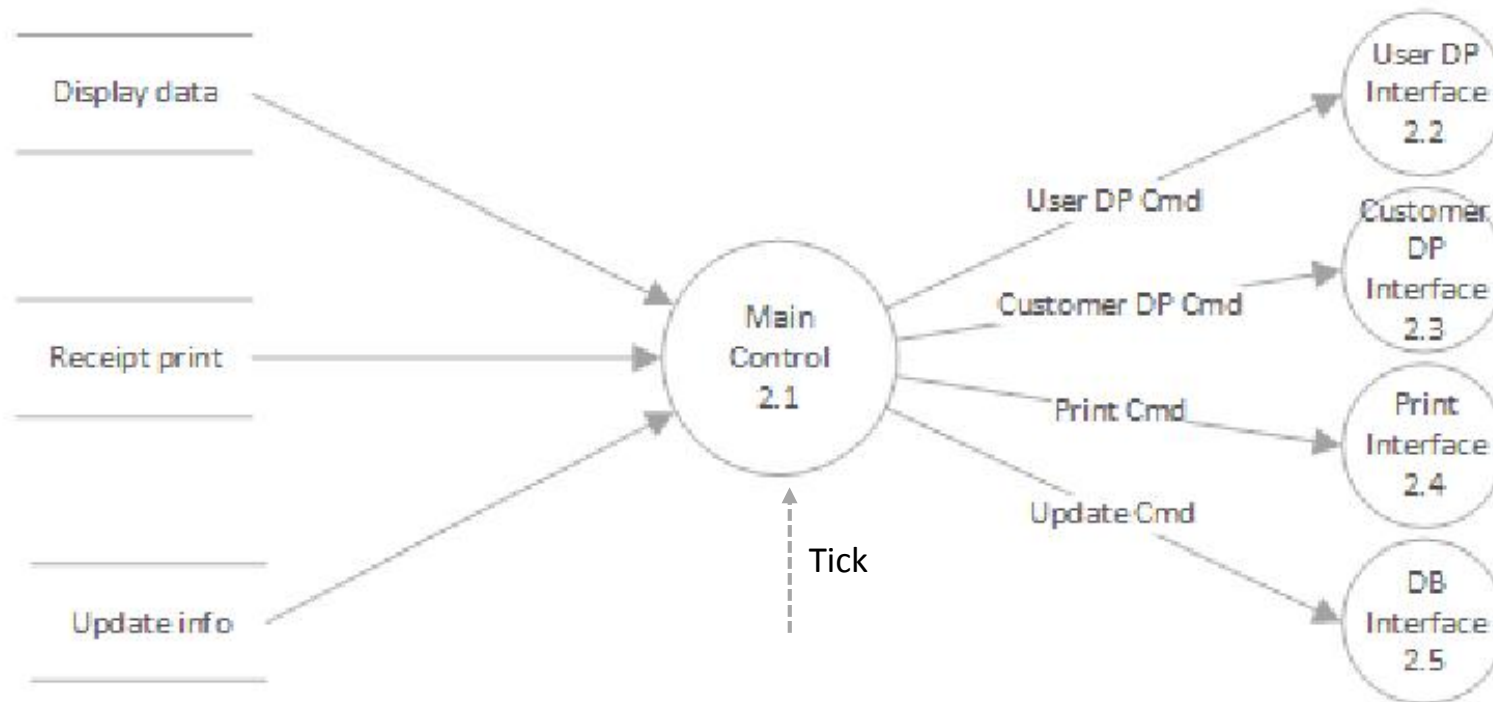 Display data
Receipt print
Update info
Main
Control
2.1
Tick
User DP Cmd
Customer DP Cmd
Print Cmd
Update Cmd
User DP
Interface
2.2
Customer
DP
Interface
2.3
Print
Interface
2.4
DB
Interface
2.5